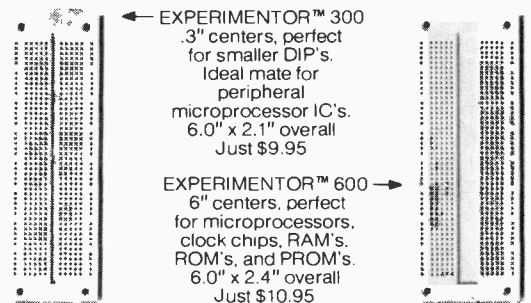 EXPERIMENTOR™ 300
.3" centers, perfect
for smaller DIP's.
Ideal mate for
peripheral
microprocessor IC's.
6.0" x 2.1" overall
Just $9.95
EXPERIMENTOR™ 600
6" centers, perfect
for microprocessors,
clock chips, RAM's.
ROM's, and PROM's.
6.0" x 2.4" overall
Just $10.95